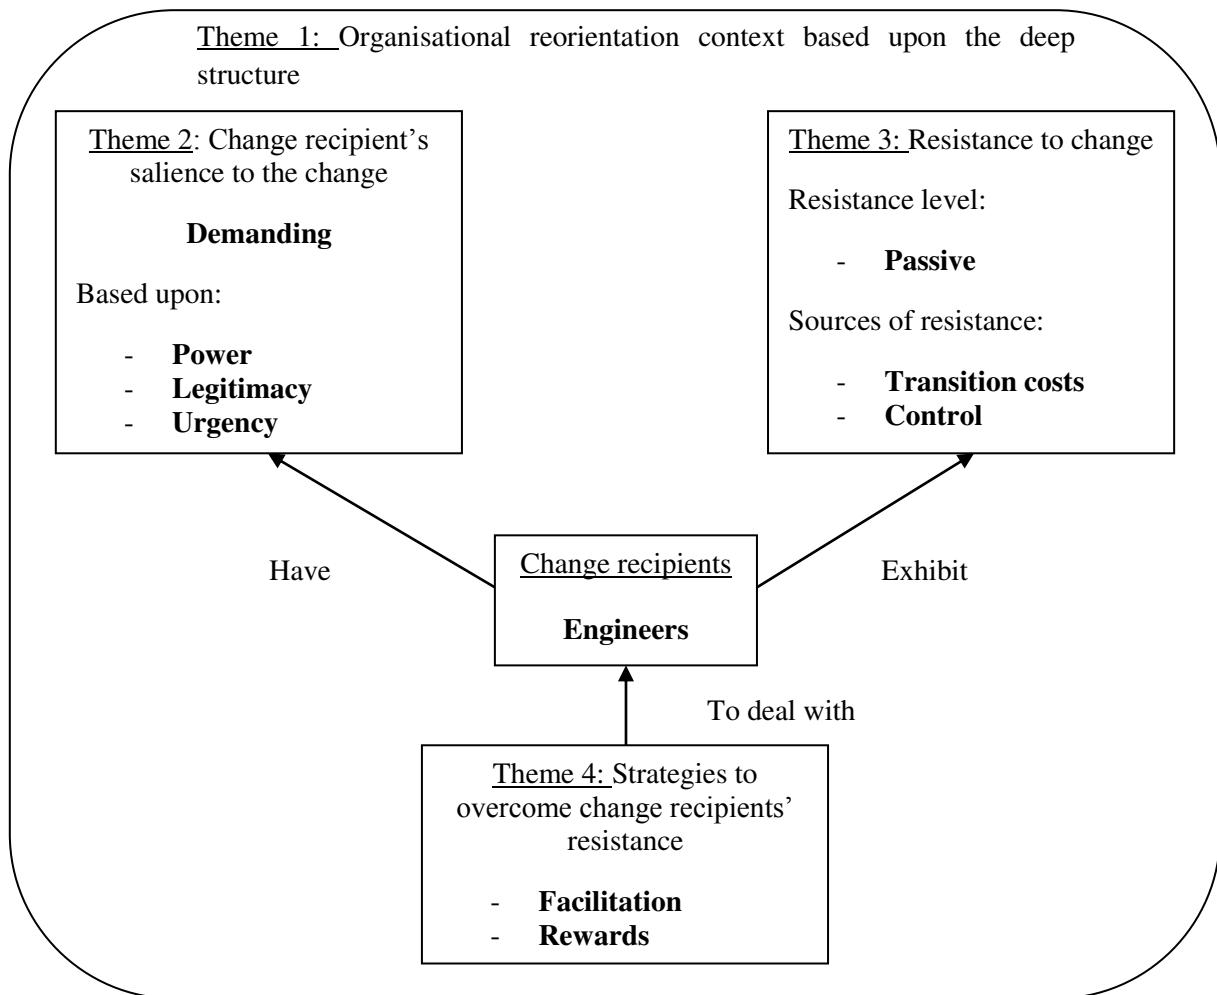 Theme 1: Organisational reorientation context based upon the deep
structure
Theme 2: Change recipient’s
salience to the change
Demanding
Based upon:
- Power
- Legitimacy
- Urgency
Theme 3: Resistance to change
Resistance level:
- Passive
Sources of resistance:
- Transition costs
- Control
Have
Change recipients
Engineers
Exhibit
To deal with
Theme 4: Strategies to
overcome change recipients’
resistance
- Facilitation
- Rewards